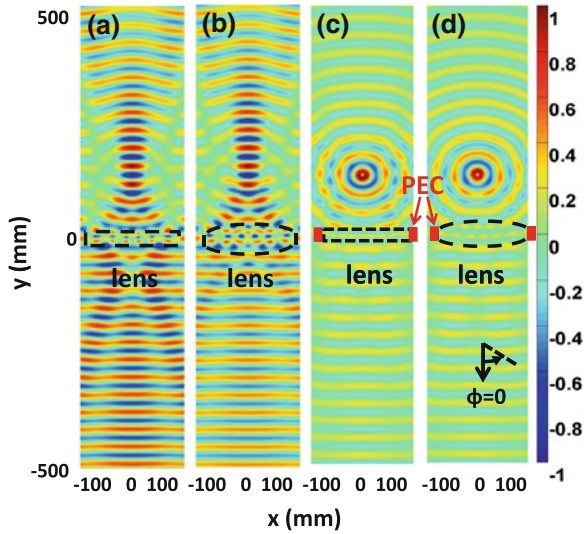 500 (a) (b) (c) (d) 1
0.8
0.6
0.4
PEC
0.2
y (mm) 0 0
lens lens lens lens
-0.2
-0.4
-0.6
ϕ=0
-0.8
-500 -1
-100 0 100 -100 0 100 -100 0 100 -100 0 100
x (mm)